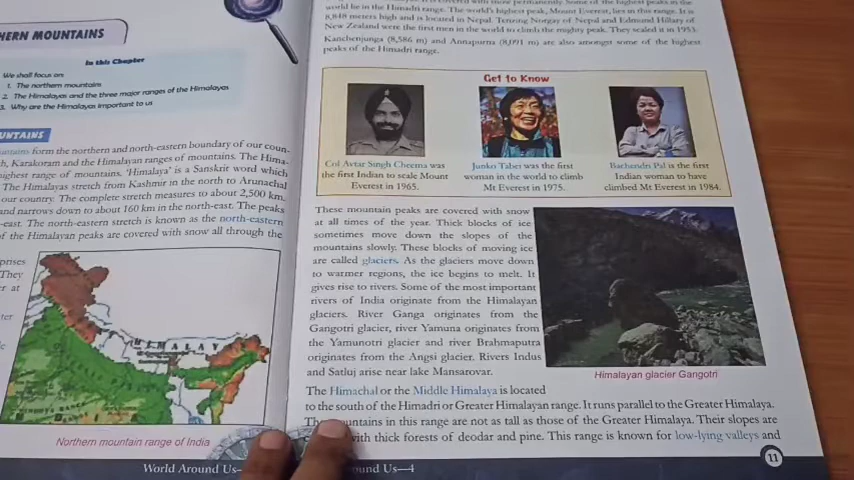 HERN MOUNTAINS
In this Chapter
We shall focus on
1. The northern mountains
2. The Himalayas and the three major ranges of the Himalayas
3. Why are the Himalayas important to us
UNTAINS
form the northern and north-eastern boundary of our coun-
h, Karakoram and the Himalayan ranges of mountains. The Hima-
ighest range of mountains. 'Himalaya' is a Sanskrit word which
The Himalayas stretch from Kashmir in the north to Arunachal
our country. The complete stretch measures to about 2,500 km.
and narrows down to about 160 km in the north-east. The peaks
-east. The north-eastern stretch is known as the north-eastern
of the Himalayan peaks are covered with snow all through the
prises
They
er at
Northern mountain range of India
World Around Us
world lie in the Himadri range. The world's highest peak, Mount Everest, lies in this range. It is
8,848 meters high and is located in Nepal. Tenzing Norgay of Nepal and Edmund Hillary of
New Zealand were the first men in the world to climb the mighty peak. They scaled it in 1953.
Kanchenjunga (8,586 m) and Annapurna (8,091 m) are also amongst some of the highest
peaks of the Himadri range.
Get to Know
Col Avtar Singh Cheema was
the first Indian to scale Mount
Everest in 1965.
Junko Tabei was the first
woman in the world to climb
Mt Everest in 1975.
Bachendri Pal is the first
Indian woman to have
climbed Mt Everest in 1984.
These mountain peaks are covered with snow
at all times of the year. Thick blocks of ice
sometimes move down the slopes of the
mountains slowly. These blocks of moving ice
are called glaciers. As the glaciers move down
to warmer regions, the ice begins to melt. It
gives rise to rivers. Some of the most important
rivers of India originate from the Himalayan
glaciers. River Ganga originates from the
Gangotri glacier, river Yamuna originates from
the Yamunotri glacier and river Brahmaputra
originates from the Angsi glacier. Rivers Indus
and Satluj arise near lake Mansarovar.
Himalayan glacier Gangotri
The Himachal or the Middle Himalaya is located
to the south of the Himadri or Greater Himalayan range. It runs parallel to the Greater Himalaya.
The mountains in this range are not as tall as those of the Greater Himalaya. Their slopes are
with thick forests of deodar and pine. This range is known for low-lying valleys and
ound Us—4
11